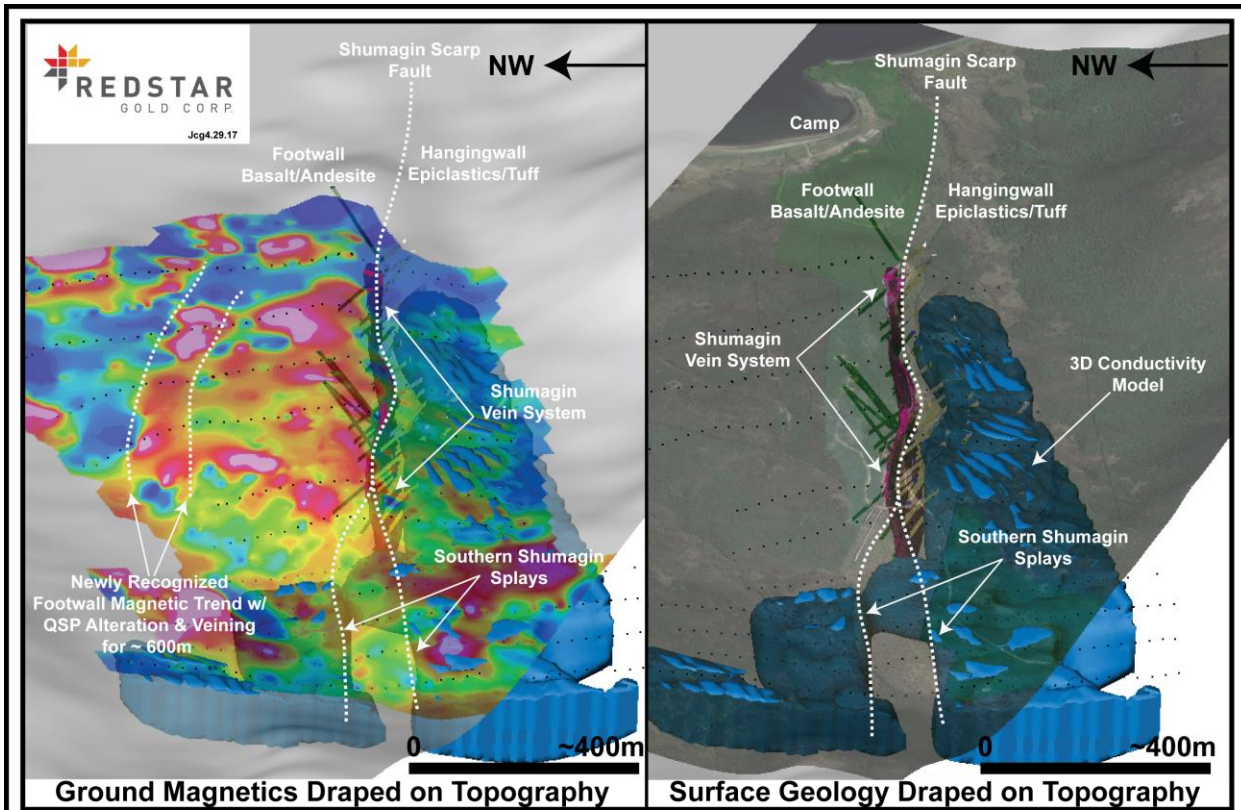 REDSTAR
GOLD CORP.
Jcg4.29.17
Shumagin Scarp
Fault
NW
Footwall
Basalt/Andesite
Hangingwall
Epiclastics/Tuff
Shumagin
Vein System
Southern Shumagin
Splays
Newly Recognized
Footwall Magnetic Trend w/
QSP Alteration & Veining
for ~ 600m
0
~400m
Ground Magnetics Draped on Topography
Shumagin Scarp
Fault
NW
Camp
Footwall
Basalt/Andesite
Hangingwall
Epiclastics/Tuff
Shumagin
Vein System
3D Conductivity
Model
Southern Shumagin
Splays
0
~400m
Surface Geology Draped on Topography